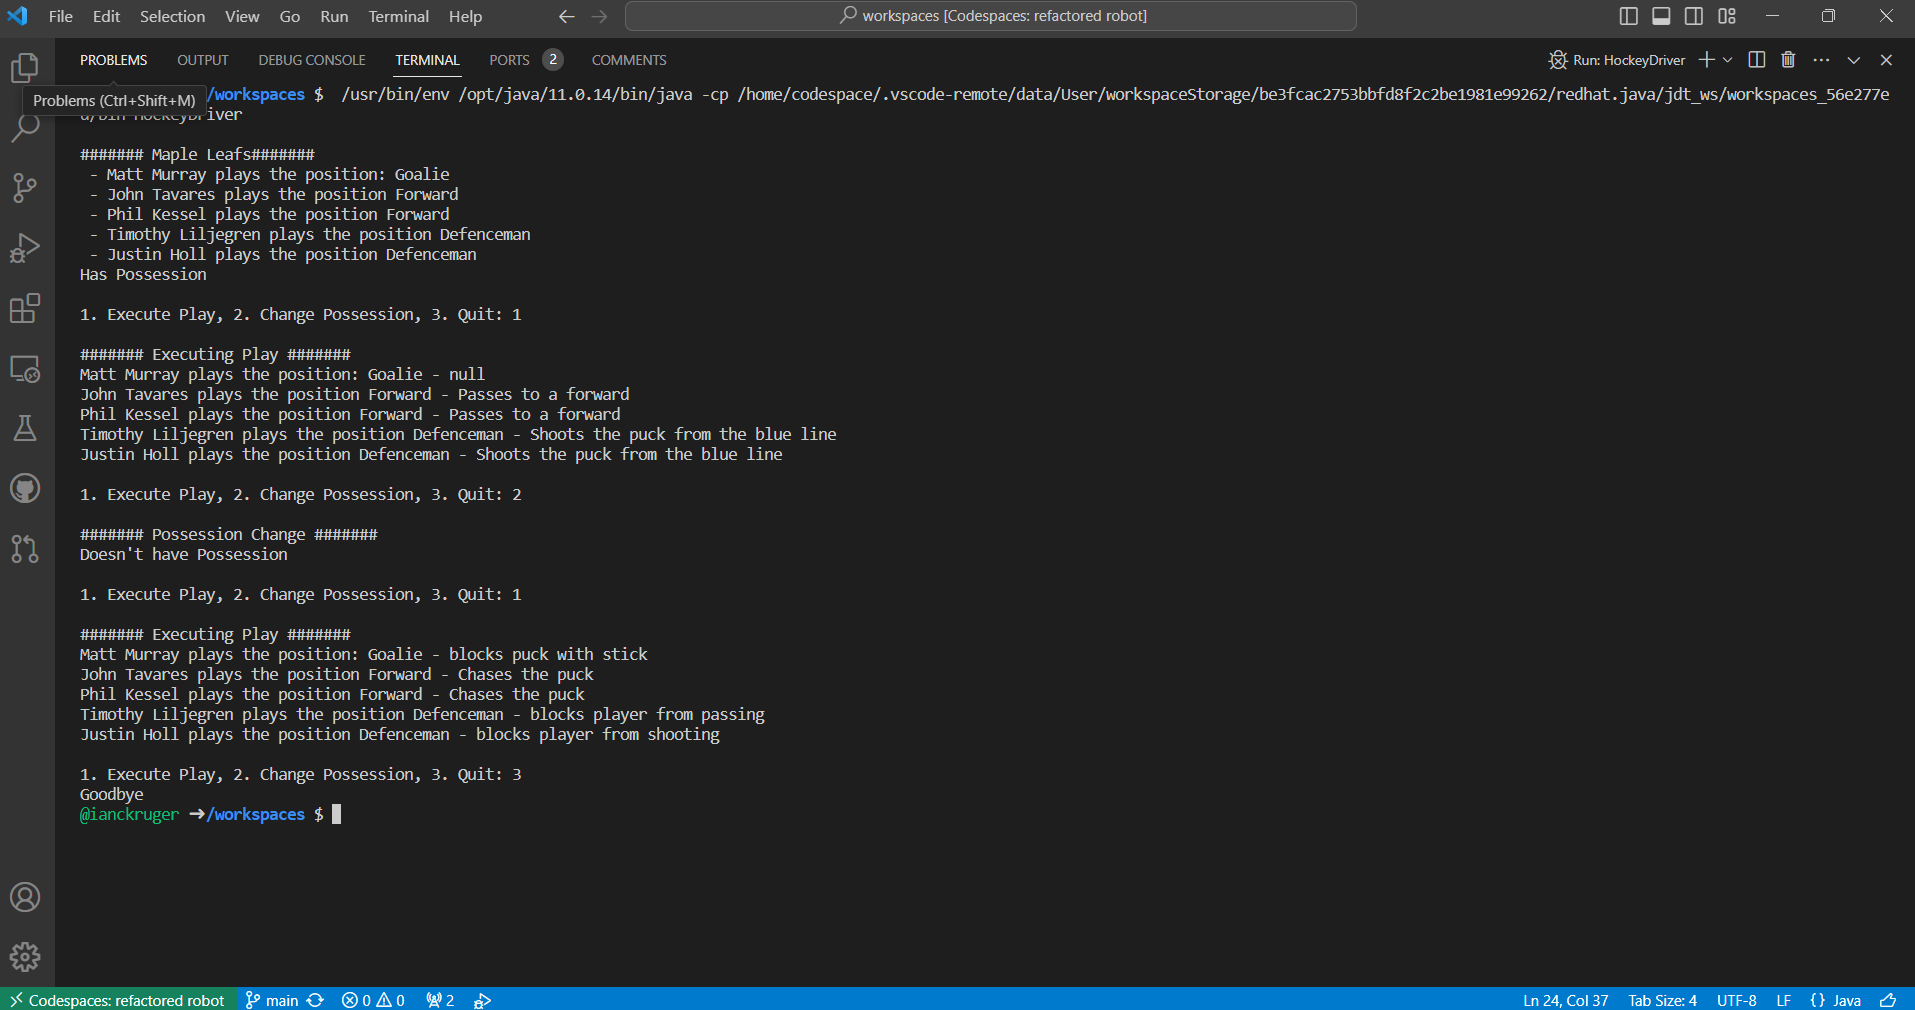 File Edit Selection View Go Run Terminal Help
workspaces [Codespaces: refactored robot]
PROBLEMS OUTPUT DEBUG CONSOLE TERMINAL PORTS 2 COMMENTS
Run: HockeyDriver
Problems (Ctrl+Shift+M)
/workspaces $ /usr/bin/env /opt/java/11.0.14/bin/java -cp /home/codespace/.vscode-remote/data/User/workspaceStorage/be3fcac2753bbfd8f2c2be1981e99262/redhat.java/jdt_ws/workspaces_56e277e
/bin HockeyDriver
####### Maple Leafs#######
- Matt Murray plays the position: Goalie
- John Tavares plays the position Forward
- Phil Kessel plays the position Forward
- Timothy Liljegren plays the position Defenceman
- Justin Holl plays the position Defenceman
Has Possession
1. Execute Play, 2. Change Possession, 3. Quit: 1
####### Executing Play #######
Matt Murray plays the position: Goalie - null
John Tavares plays the position Forward - Passes to a forward
Phil Kessel plays the position Forward - Passes to a forward
Timothy Liljegren plays the position Defenceman - Shoots the puck from the blue line
Justin Holl plays the position Defenceman - Shoots the puck from the blue line
1. Execute Play, 2. Change Possession, 3. Quit: 2
####### Possession Change #######
Doesn't have Possession
1. Execute Play, 2. Change Possession, 3. Quit: 1
####### Executing Play #######
Matt Murray plays the position: Goalie - blocks puck with stick
John Tavares plays the position Forward - Chases the puck
Phil Kessel plays the position Forward - Chases the puck
Timothy Liljegren plays the position Defenceman - blocks player from passing
Justin Holl plays the position Defenceman - blocks player from shooting
1. Execute Play, 2. Change Possession, 3. Quit: 3
Goodbye
@ianckruger ➜/workspaces $
Codespaces: refactored robot main 0 0 2 Ln 24, Col 37 Tab Size: 4 UTF-8 LF {} Java